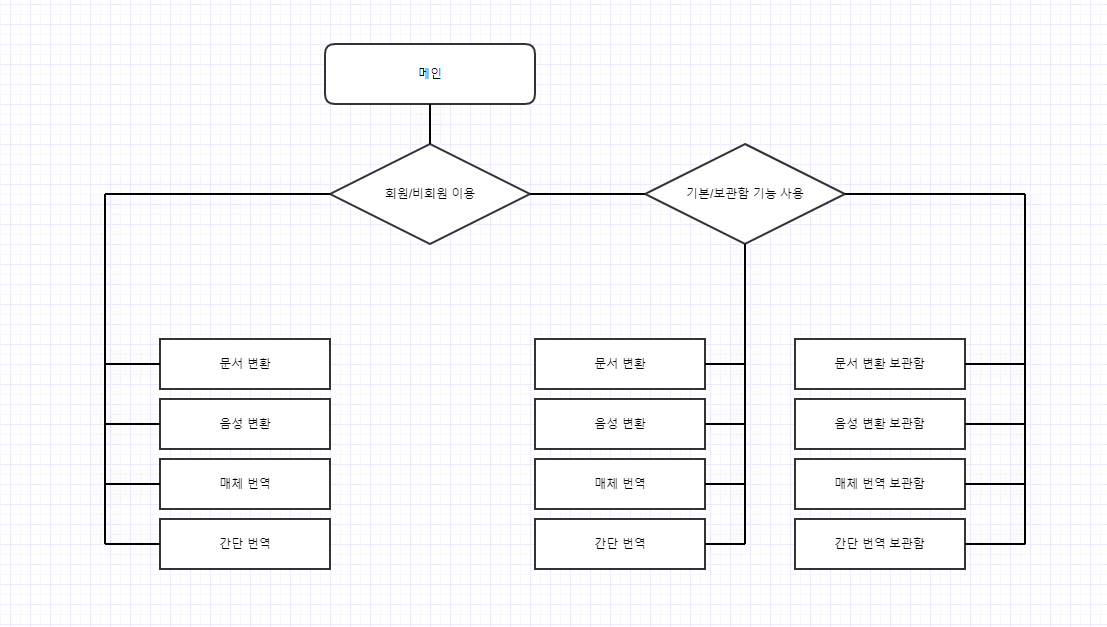 메인
회원/비회원 이용
기본/보관함 기능 사용
문서 변환
음성 변환
매체 번역
간단 번역
문서 변환
음성 변환
매체 번역
간단 번역
문서 변환 보관함
음성 변환 보관함
매체 번역 보관함
간단 번역 보관함